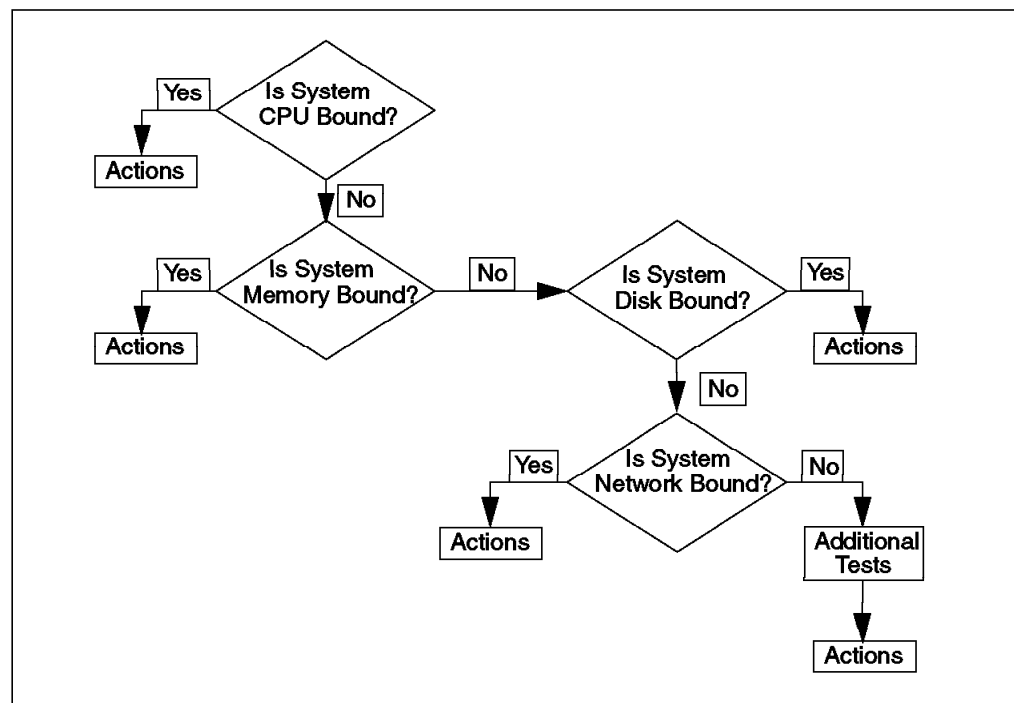 Is System
CPU Bound?
Yes
Actions
No
Is System
Memory Bound?
Yes
Actions
No
Is System
Disk Bound?
Yes
Actions
No
Is System
Network Bound?
Yes
Actions
No
Additional
Tests
Actions